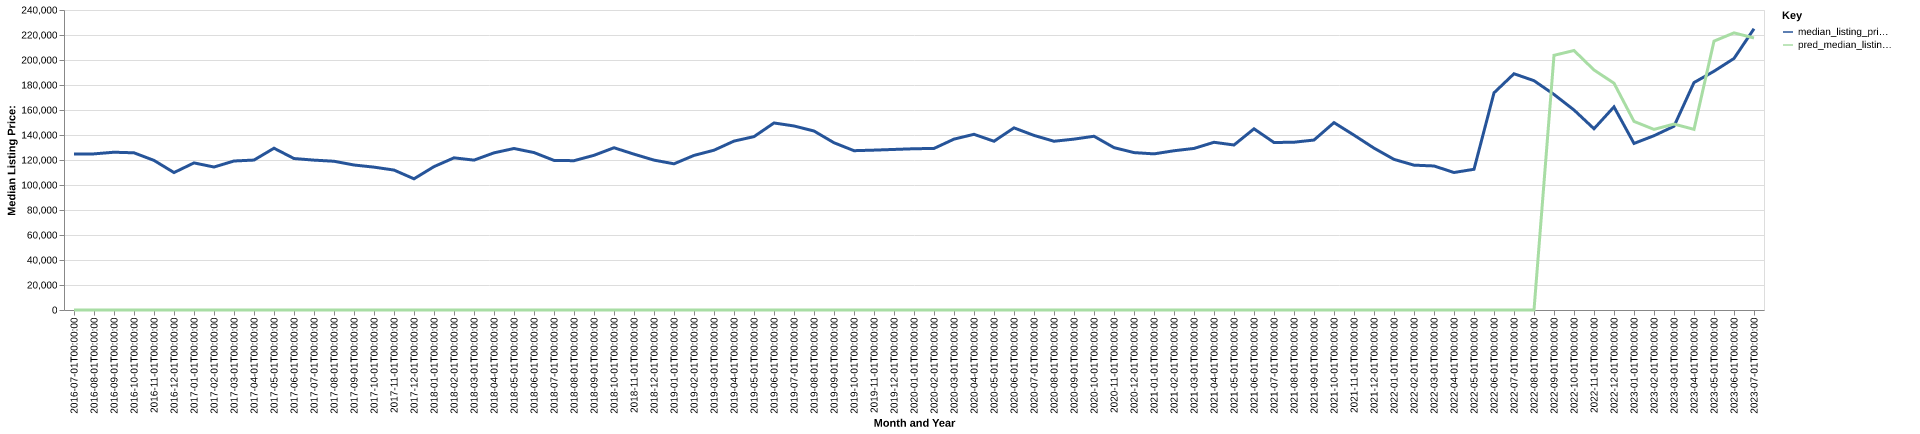 240,000
220,000
200,000
180,000
160,000
140,000
120,000
100,000
80,000
60,000
40,000
20,000
0
Median Listing Price:
2016-07-01T00:00:00
2016-08-01T00:00:00
2016-09-01T00:00:00
2016-10-01T00:00:00
2016-11-01T00:00:00
2016-12-01T00:00:00
2017-01-01T00:00:00
2017-02-01T00:00:00
2017-03-01T00:00:00
2017-04-01T00:00:00
2017-05-01T00:00:00
2017-06-01T00:00:00
2017-07-01T00:00:00
2017-08-01T00:00:00
2017-09-01T00:00:00
2017-10-01T00:00:00
2017-11-01T00:00:00
2017-12-01T00:00:00
2018-01-01T00:00:00
2018-02-01T00:00:00
2018-03-01T00:00:00
2018-04-01T00:00:00
2018-05-01T00:00:00
2018-06-01T00:00:00
2018-07-01T00:00:00
2018-08-01T00:00:00
2018-09-01T00:00:00
2018-10-01T00:00:00
2018-11-01T00:00:00
2018-12-01T00:00:00
2019-01-01T00:00:00
2019-02-01T00:00:00
2019-03-01T00:00:00
2019-04-01T00:00:00
2019-05-01T00:00:00
2019-06-01T00:00:00
2019-07-01T00:00:00
2019-08-01T00:00:00
2019-09-01T00:00:00
2019-10-01T00:00:00
2019-11-01T00:00:00
2019-12-01T00:00:00
2020-01-01T00:00:00
2020-02-01T00:00:00
2020-03-01T00:00:00
2020-04-01T00:00:00
2020-05-01T00:00:00
2020-06-01T00:00:00
2020-07-01T00:00:00
2020-08-01T00:00:00
2020-09-01T00:00:00
2020-10-01T00:00:00
2020-11-01T00:00:00
2020-12-01T00:00:00
2021-01-01T00:00:00
2021-02-01T00:00:00
2021-03-01T00:00:00
2021-04-01T00:00:00
2021-05-01T00:00:00
2021-06-01T00:00:00
2021-07-01T00:00:00
2021-08-01T00:00:00
2021-09-01T00:00:00
2021-10-01T00:00:00
2021-11-01T00:00:00
2021-12-01T00:00:00
2022-01-01T00:00:00
2022-02-01T00:00:00
2022-03-01T00:00:00
2022-04-01T00:00:00
2022-05-01T00:00:00
2022-06-01T00:00:00
2022-07-01T00:00:00
2022-08-01T00:00:00
2022-09-01T00:00:00
2022-10-01T00:00:00
2022-11-01T00:00:00
2022-12-01T00:00:00
2023-01-01T00:00:00
2023-02-01T00:00:00
2023-03-01T00:00:00
2023-04-01T00:00:00
2023-05-01T00:00:00
2023-06-01T00:00:00
2023-07-01T00:00:00
Month and Year
Key
median_listing_pri…
pred_median_listin…